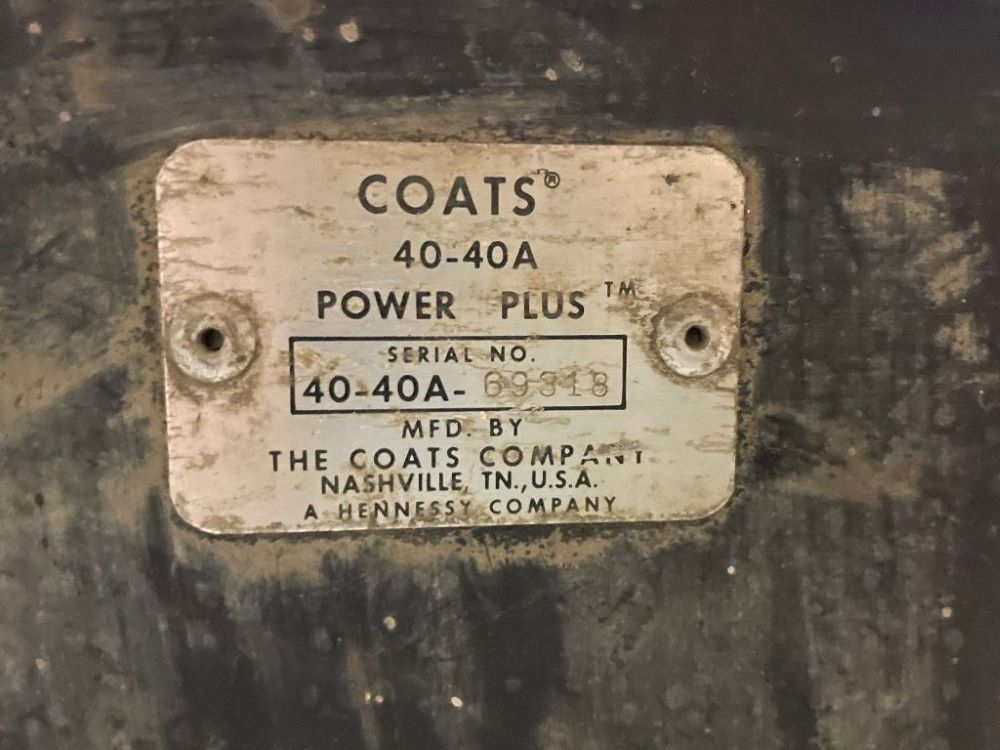 COATS®
40-40A
POWER PLUS™
SERIAL NO.
40-40A-69318
MFD. BY
THE COATS COMPANY
NASHVILLE, TN., U.S.A.
A HENNESSY COMPANY